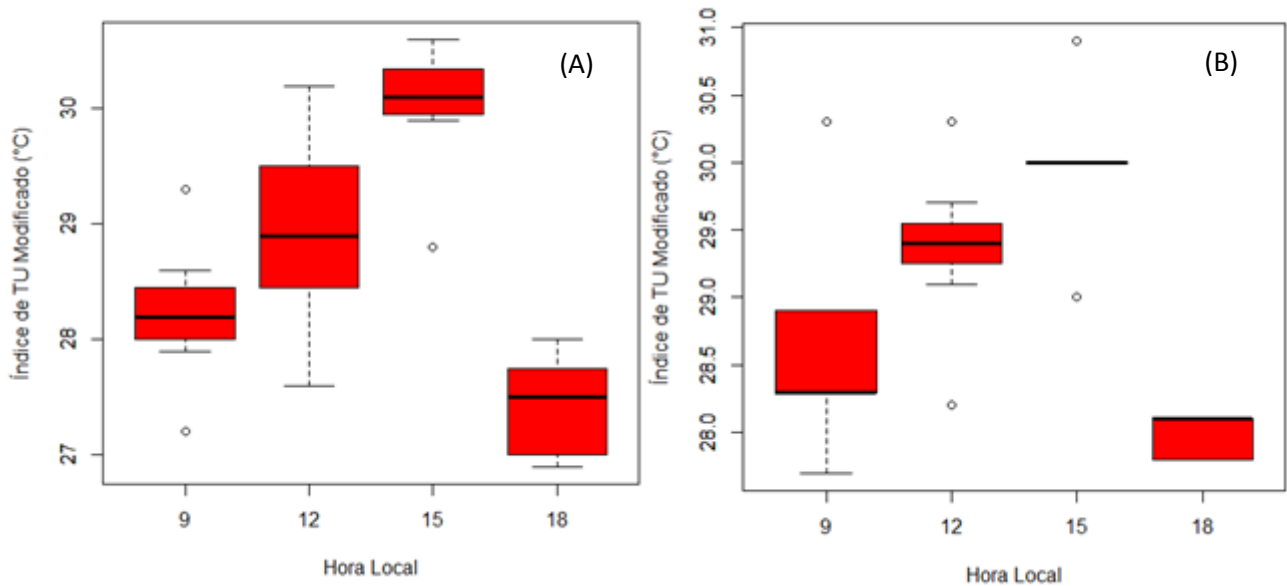 (A)
Índice de TU Modificado (°C)
30
29
28
27
9 12 15 18
Hora Local
(B)
Índice de TU Modificado (°C)
31.0
30.5
30.0
29.5
29.0
28.5
28.0
9 12 15 18
Hora Local